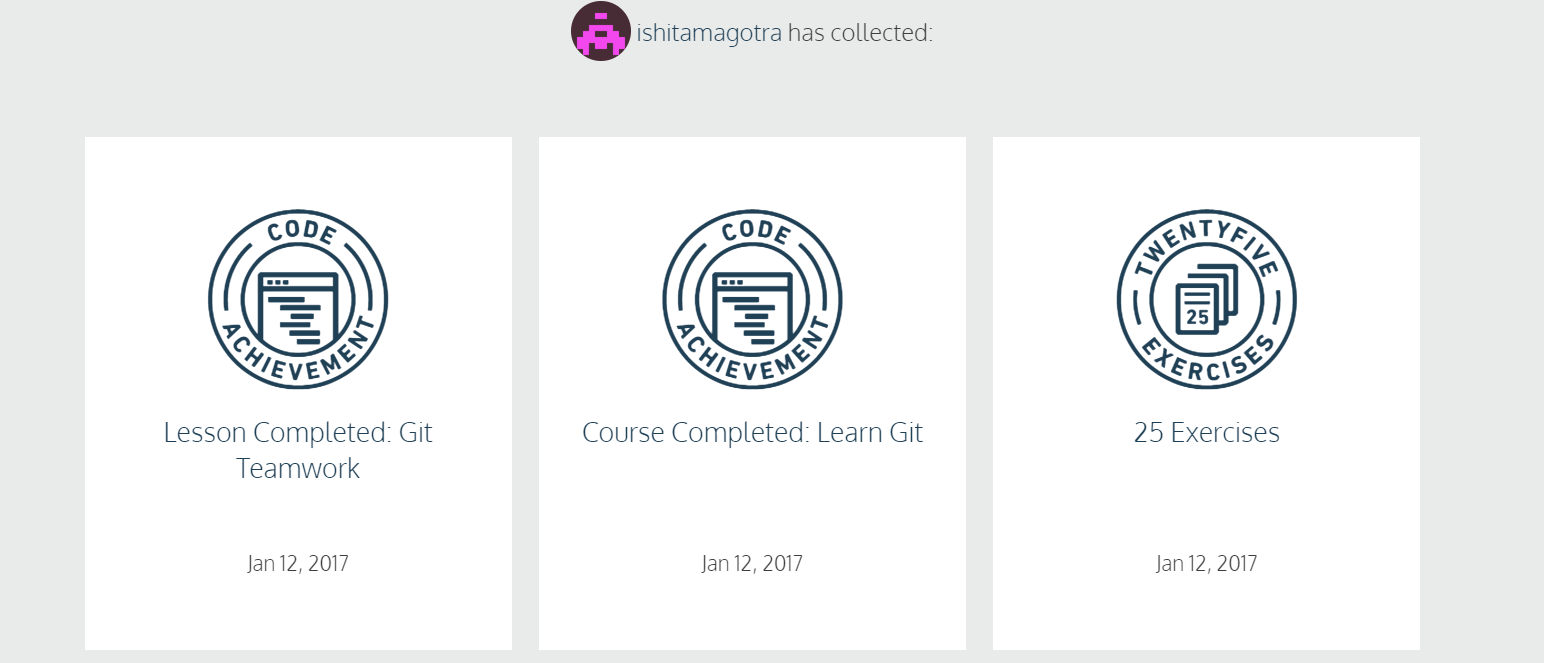 ishitamagotra has collected:
CODE
ACHIEVEMENT
Lesson Completed: Git
Teamwork
Jan 12, 2017
CODE
ACHIEVEMENT
Course Completed: Learn Git
Jan 12, 2017
TWENTYFIVE
25
EXERCISES
25 Exercises
Jan 12, 2017